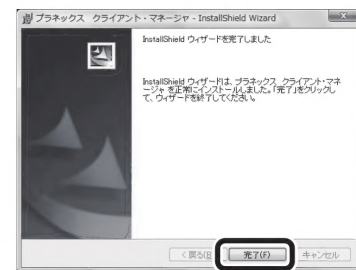 プラネックス クライアント・マネージャ - InstallShield Wizard
InstallShield ウィザードを完了しました
InstallShield ウィザードは、プラネックス クライアント・マネ
ージャ を正常にインストールしました。「完了」をクリックし
て、ウィザードを終了してください。
< 戻る(B)
完了(F)
キャンセル